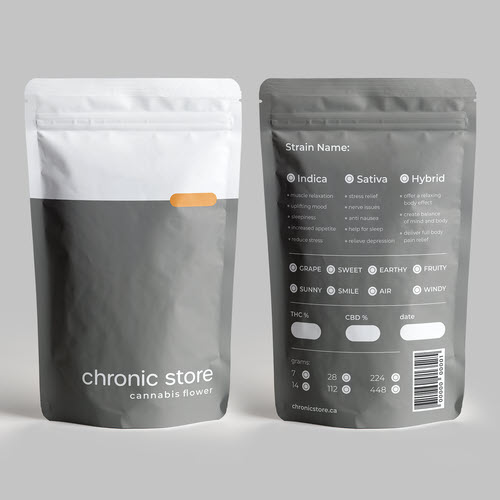 chronic store
cannabis flower
Strain Name:
Indica Sativa Hybrid
• muscle relaxation • stress relief • offer a relaxing
body effect
• uplifting mood • nerve issues
• sleepiness • anti nausea • create balance
of mind and body
• increased appetite • help for sleep • deliver full body
pain relief
• reduce stress • relieve depression
GRAPE SWEET EARTHY FRUITY
SUNNY SMILE AIR WINDY
THC % CBD % date
grams:
7 28 224
14 112 448
chronicstore.ca
00000 00001